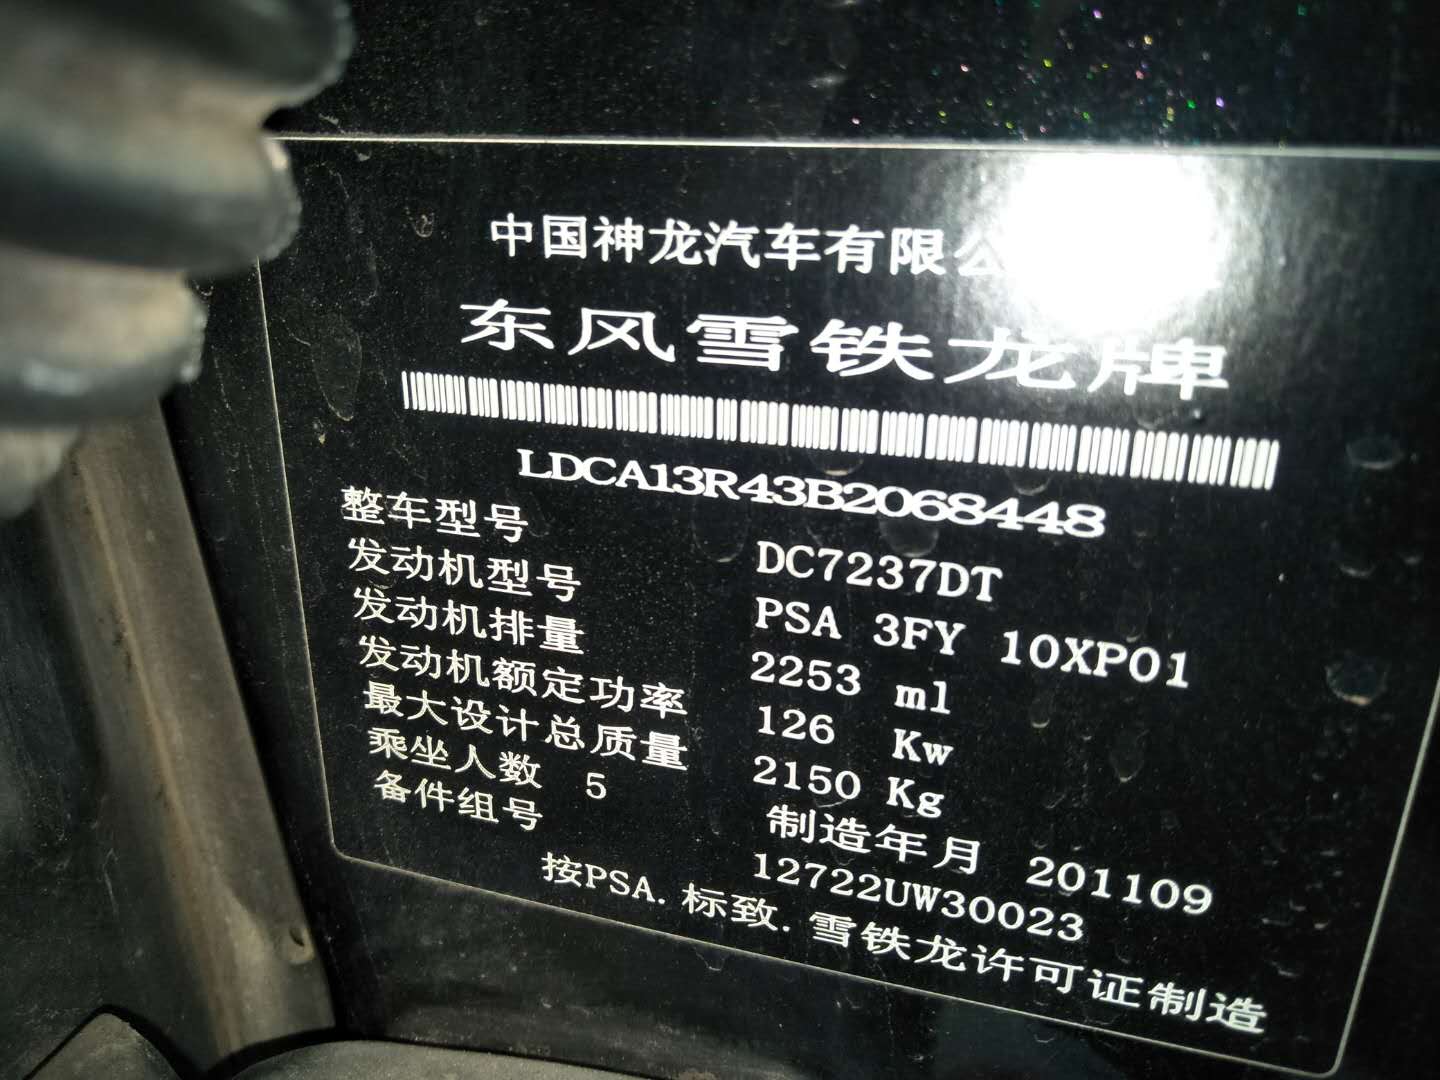 中国神龙汽车有限公
东风雪铁龙牌
LDCA13R43B2068448
整车型号 DC7237DT
发动机型号 PSA 3FY 10XP01
发动机排量 2253 ml
发动机额定功率 126 Kw
最大设计总质量 2150 Kg
乘坐人数 5 制造年月 201109
备件组号 12722UW30023
按PSA.标致.雪铁龙许可证制造